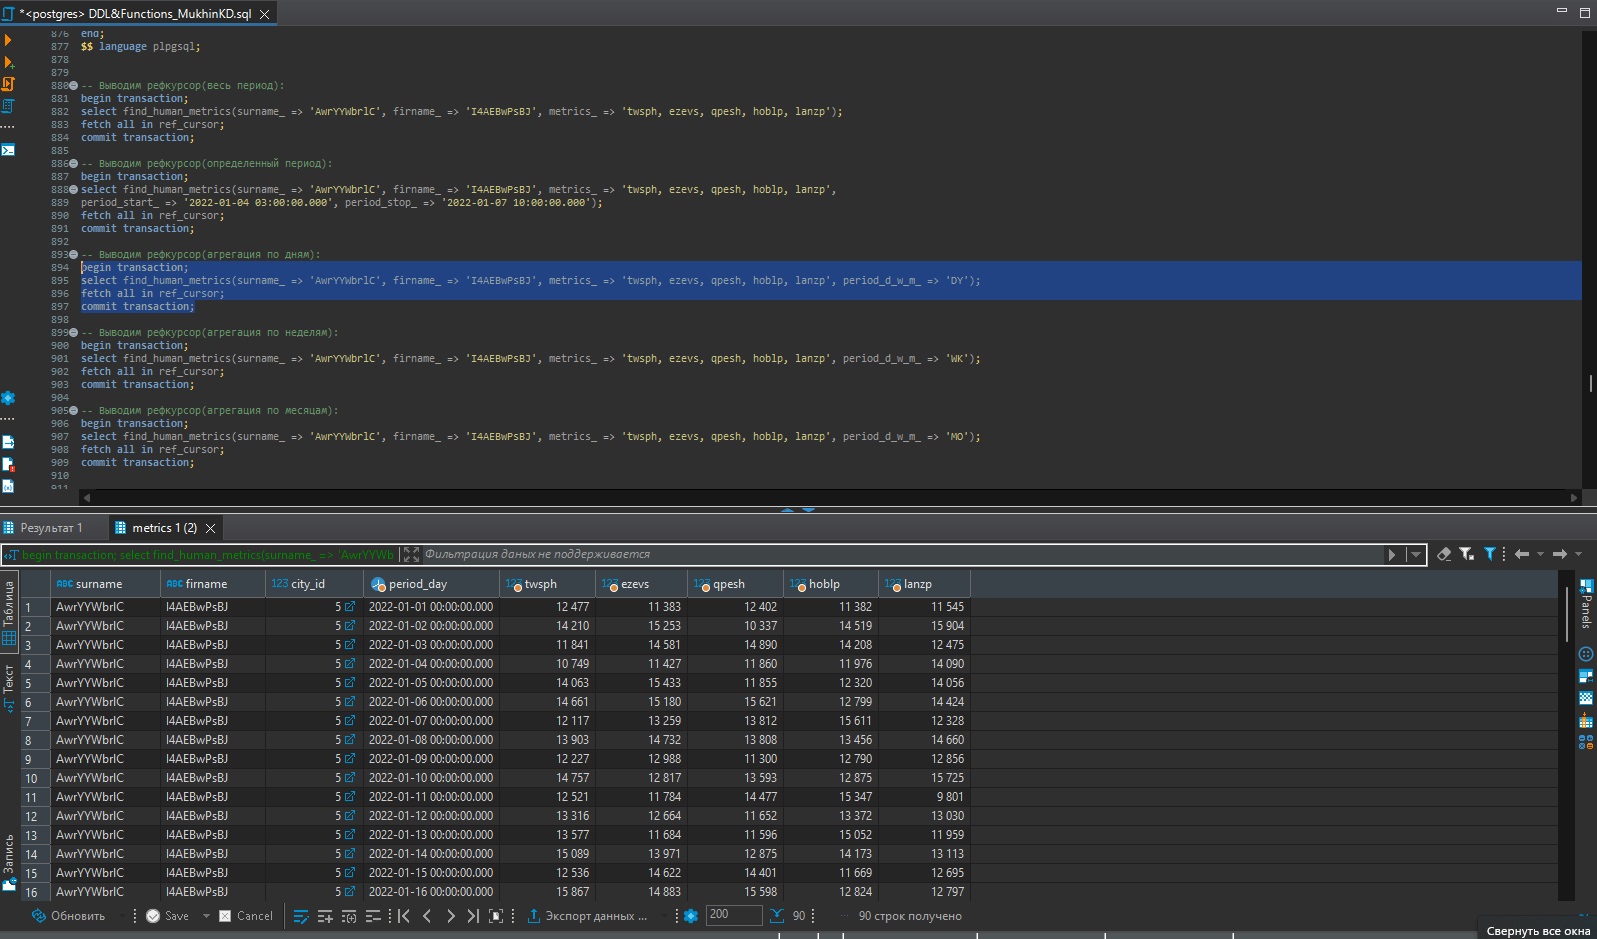 *<postgres> DDL&Functions_MukhinKD.sql
876 end;
877 $$ language plpgsql;
878
879
880 -- Выводим рефкурсор(весь период):
881 begin transaction;
882 select find_human_metrics(surname_ => 'AwrYYWbrlC', firname_ => 'I4AEBwPsBJ', metrics_ => 'twsph, ezevs, qpesh, hoblp, lanzp');
883 fetch all in ref_cursor;
884 commit transaction;
885
886 -- Выводим рефкурсор(определенный период):
887 begin transaction;
888 select find_human_metrics(surname_ => 'AwrYYWbrlC', firname_ => 'I4AEBwPsBJ', metrics_ => 'twsph, ezevs, qpesh, hoblp, lanzp',
889 period_start_ => '2022-01-04 03:00:00.000', period_stop_ => '2022-01-07 10:00:00.000');
890 fetch all in ref_cursor;
891 commit transaction;
892
893 -- Выводим рефкурсор(агрегация по дням):
894 begin transaction;
895 select find_human_metrics(surname_ => 'AwrYYWbrlC', firname_ => 'I4AEBwPsBJ', metrics_ => 'twsph, ezevs, qpesh, hoblp, lanzp', period_d_w_m_ => 'DY');
896 fetch all in ref_cursor;
897 commit transaction;
898
899 -- Выводим рефкурсор(агрегация по неделям):
900 begin transaction;
901 select find_human_metrics(surname_ => 'AwrYYWbrlC', firname_ => 'I4AEBwPsBJ', metrics_ => 'twsph, ezevs, qpesh, hoblp, lanzp', period_d_w_m_ => 'WK');
902 fetch all in ref_cursor;
903 commit transaction;
904
905 -- Выводим рефкурсор(агрегация по месяцам):
906 begin transaction;
907 select find_human_metrics(surname_ => 'AwrYYWbrlC', firname_ => 'I4AEBwPsBJ', metrics_ => 'twsph, ezevs, qpesh, hoblp, lanzp', period_d_w_m_ => 'MO');
908 fetch all in ref_cursor;
909 commit transaction;
910
911
Результат 1 metrics 1 (2)
begin transaction; select find_human_metrics(surname_ => 'AwrYYWb Фильтрация даных не поддерживается
surname firname city_id period_day twsph ezevs qpesh hoblp lanzp
1 AwrYYWbrlC I4AEBwPsBJ 5 2022-01-01 00:00:00.000 12 477 11 383 12 402 11 382 11 545
2 AwrYYWbrlC I4AEBwPsBJ 5 2022-01-02 00:00:00.000 14 210 15 253 10 337 14 519 15 904
3 AwrYYWbrlC I4AEBwPsBJ 5 2022-01-03 00:00:00.000 11 841 14 581 14 890 14 208 12 475
4 AwrYYWbrlC I4AEBwPsBJ 5 2022-01-04 00:00:00.000 10 749 11 427 11 860 11 976 14 090
5 AwrYYWbrlC I4AEBwPsBJ 5 2022-01-05 00:00:00.000 14 063 15 433 11 855 12 320 14 056
6 AwrYYWbrlC I4AEBwPsBJ 5 2022-01-06 00:00:00.000 14 661 15 180 15 621 12 799 14 424
7 AwrYYWbrlC I4AEBwPsBJ 5 2022-01-07 00:00:00.000 12 117 13 259 13 812 15 611 12 328
8 AwrYYWbrlC I4AEBwPsBJ 5 2022-01-08 00:00:00.000 13 903 14 732 13 808 13 456 14 660
9 AwrYYWbrlC I4AEBwPsBJ 5 2022-01-09 00:00:00.000 12 227 12 988 11 300 12 790 12 856
10 AwrYYWbrlC I4AEBwPsBJ 5 2022-01-10 00:00:00.000 14 757 12 817 13 593 12 875 15 725
11 AwrYYWbrlC I4AEBwPsBJ 5 2022-01-11 00:00:00.000 12 521 11 784 14 477 15 347 9 801
12 AwrYYWbrlC I4AEBwPsBJ 5 2022-01-12 00:00:00.000 13 316 12 664 11 652 13 372 13 030
13 AwrYYWbrlC I4AEBwPsBJ 5 2022-01-13 00:00:00.000 13 577 11 684 11 596 15 052 11 959
14 AwrYYWbrlC I4AEBwPsBJ 5 2022-01-14 00:00:00.000 15 089 13 971 12 875 14 173 13 113
15 AwrYYWbrlC I4AEBwPsBJ 5 2022-01-15 00:00:00.000 12 536 14 622 14 401 11 669 12 695
16 AwrYYWbrlC I4AEBwPsBJ 5 2022-01-16 00:00:00.000 15 867 14 883 15 598 12 824 12 797
Таблица
Текст
Запись
Panels
Обновить Save Cancel Экспорт данных ... 200 90 90 строк получено
Свернуть все окна